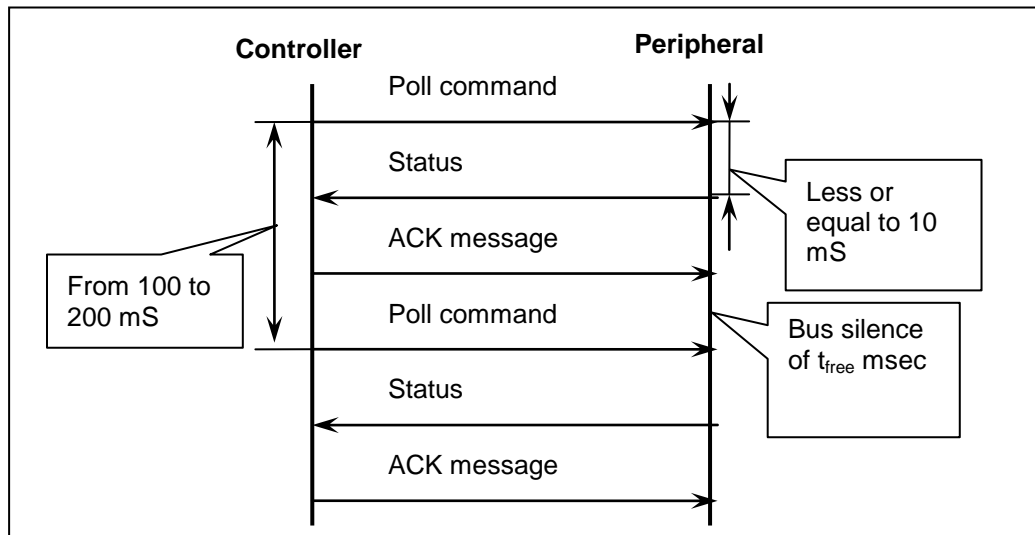 Controller
Peripheral
Poll command
Status
Less or
equal to 10
mS
ACK message
From 100 to
200 mS
Poll command
Bus silence
of tfree msec
Status
ACK message